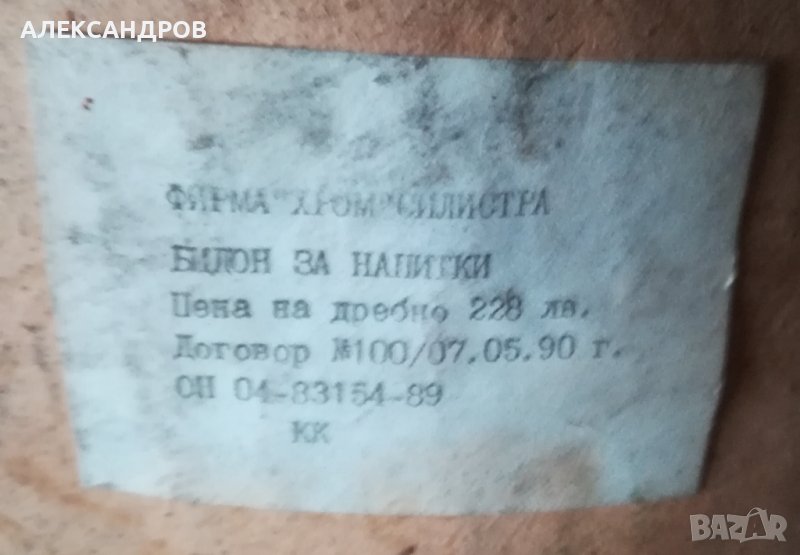 АЛЕКСАНДРОВ
ФИРМА "ХРОМ" СИЛИСТРА
БИДОН ЗА НАПИТКИ
Цена на дребно 228 лв.
Договор №100/07.05.90 г.
ОН 04-83154-89
КК
BAZAR